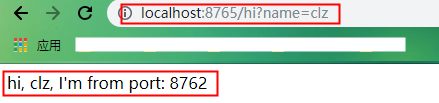 localhost:8765/hi?name=clz
应用
hi, clz, I'm from port: 8762